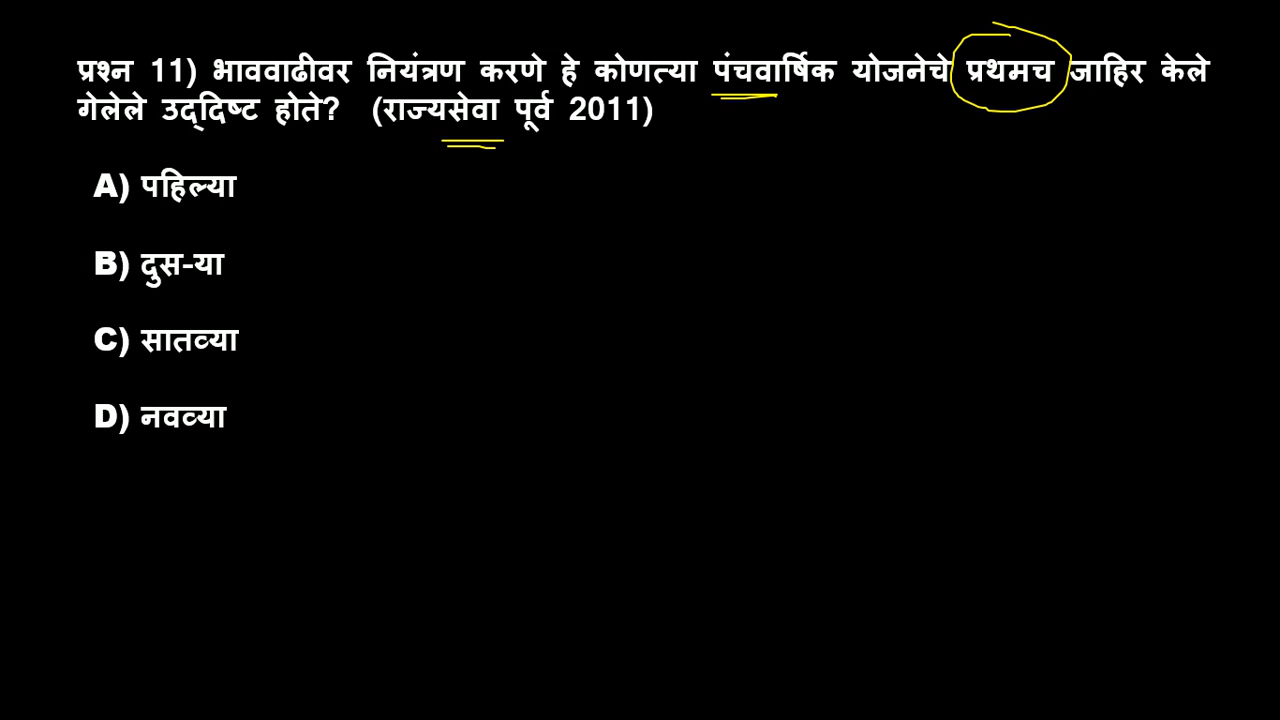 प्रश्न 11) भाववाढीवर नियंत्रण करणे हे कोणत्या पंचवार्षिक योजनेचे प्रथमच जाहिर केले
गेलेले उद्‌दिष्ट होते? (राज्यसेवा पूर्व 2011)
A) पहिल्या
B) दुस-या
C) सातव्या
D) नवव्या